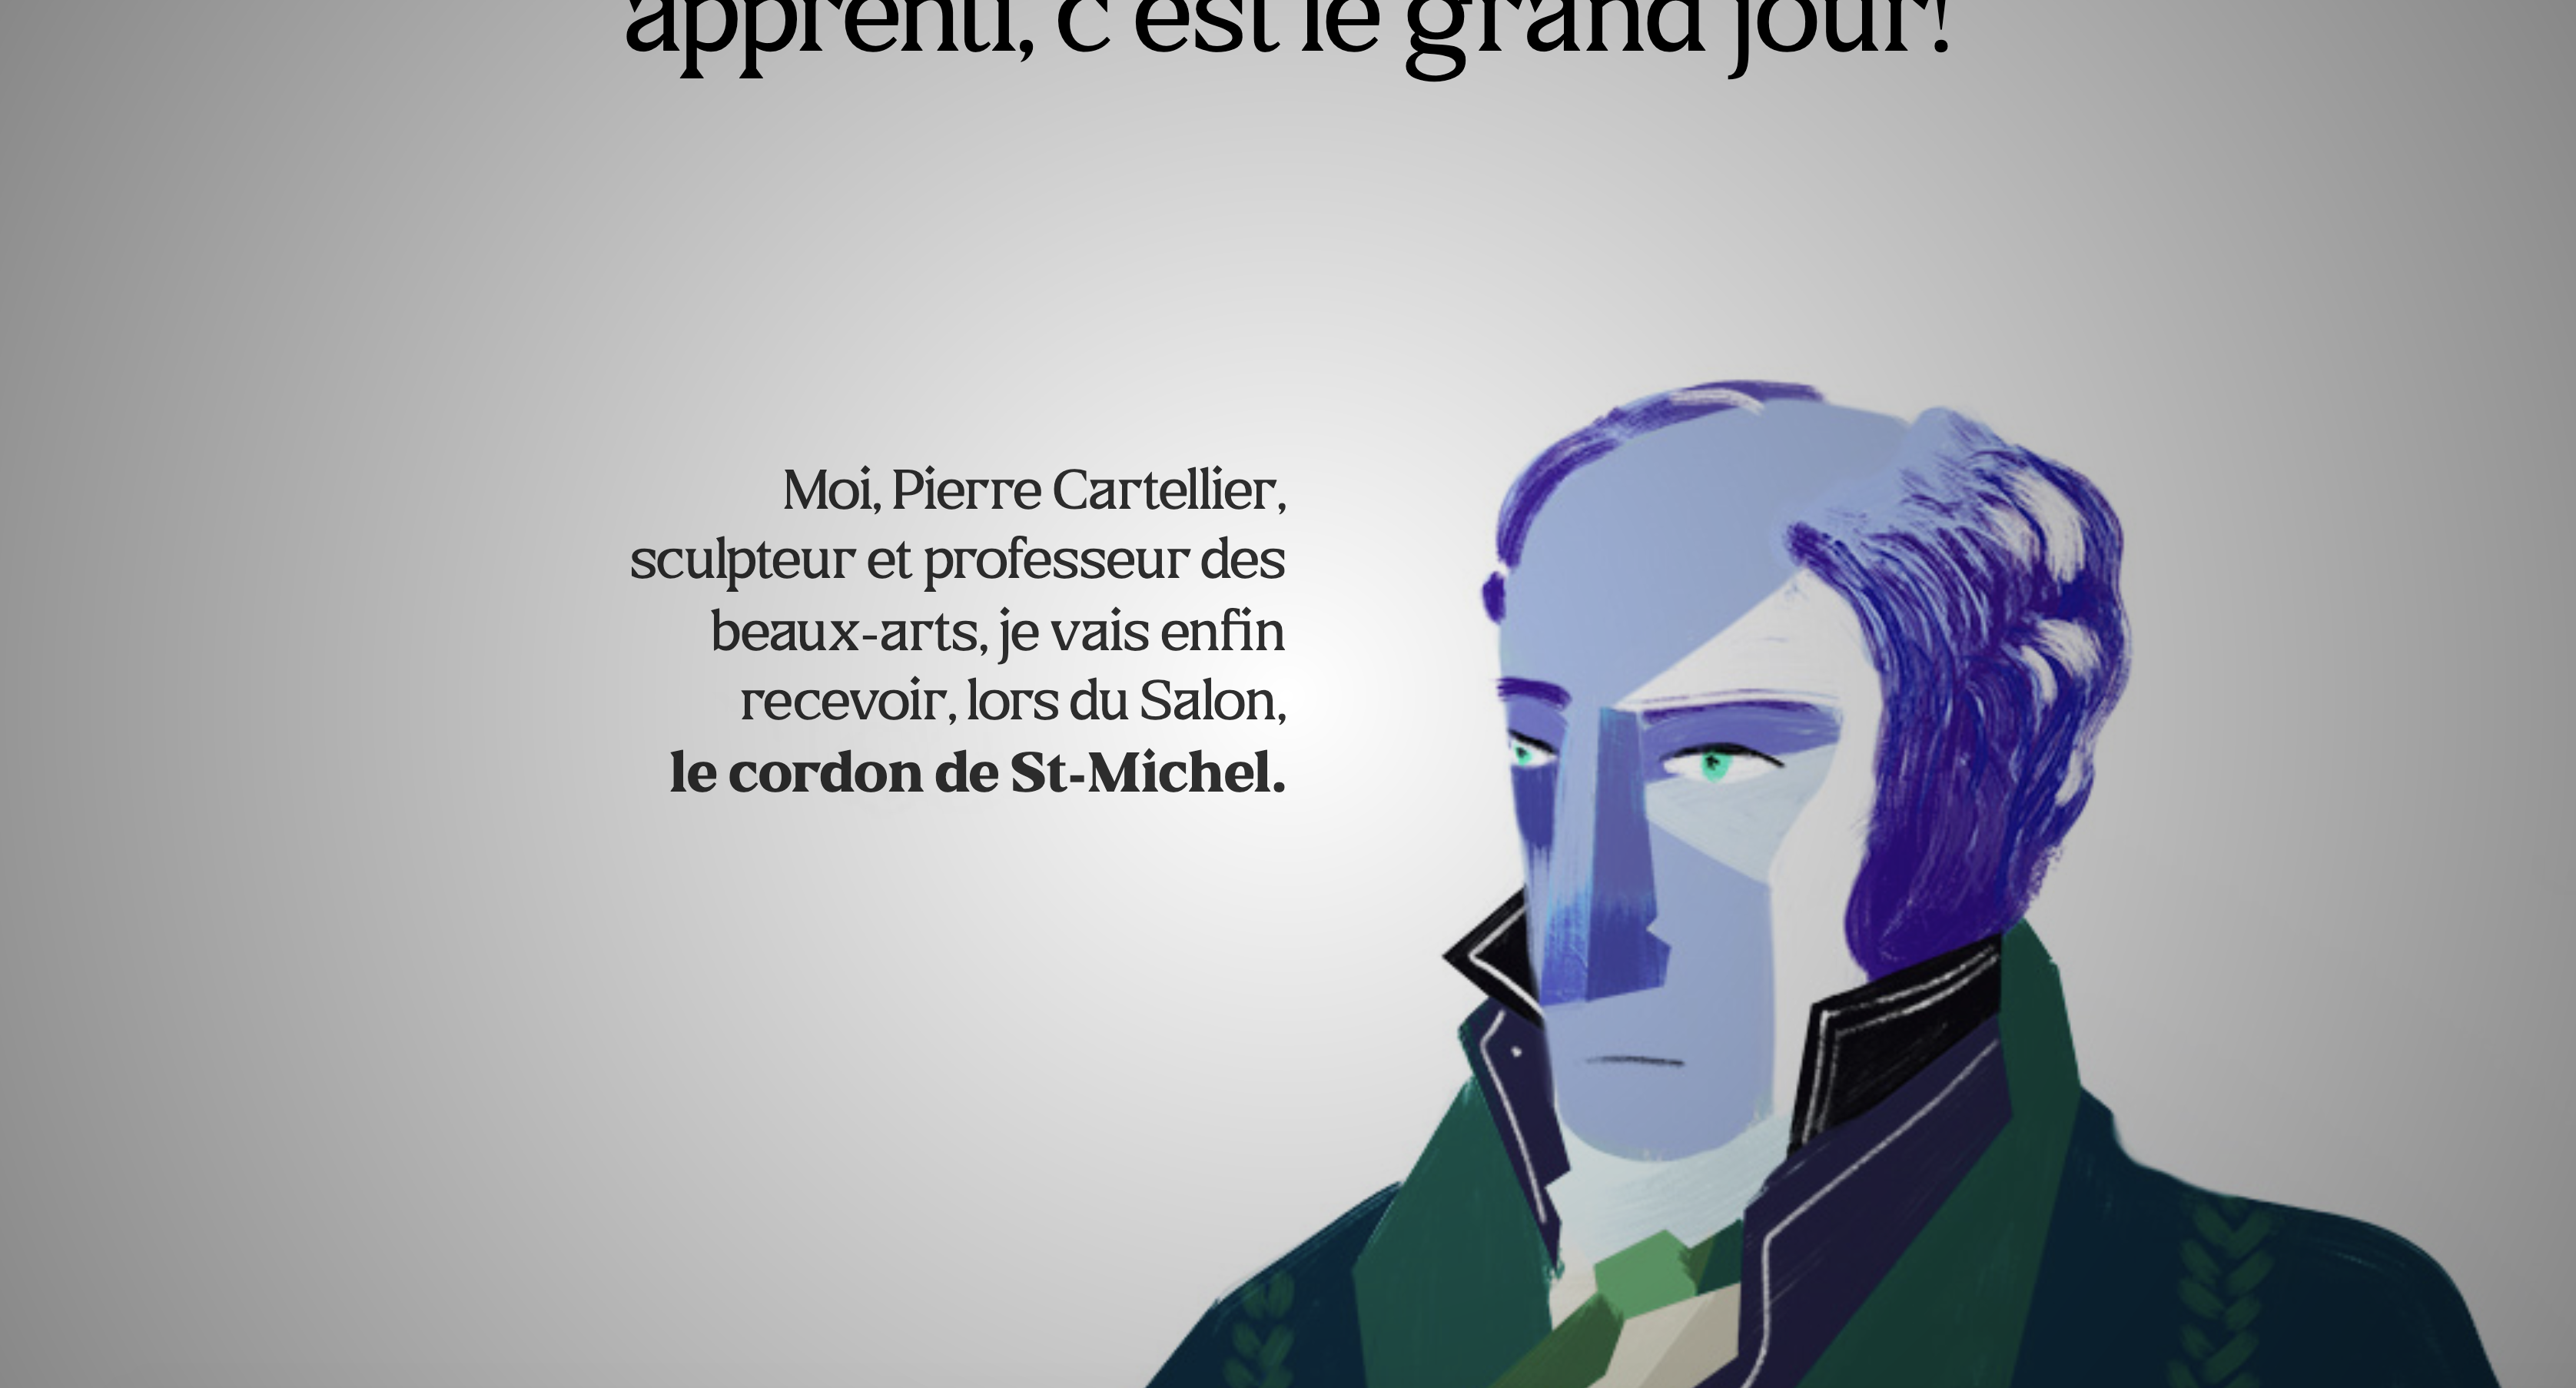 apprenti, c'est le grand jour!
Moi, Pierre Cartellier,
sculpteur et professeur des
beaux-arts, je vais enfin
recevoir, lors du Salon,
le cordon de St-Michel.